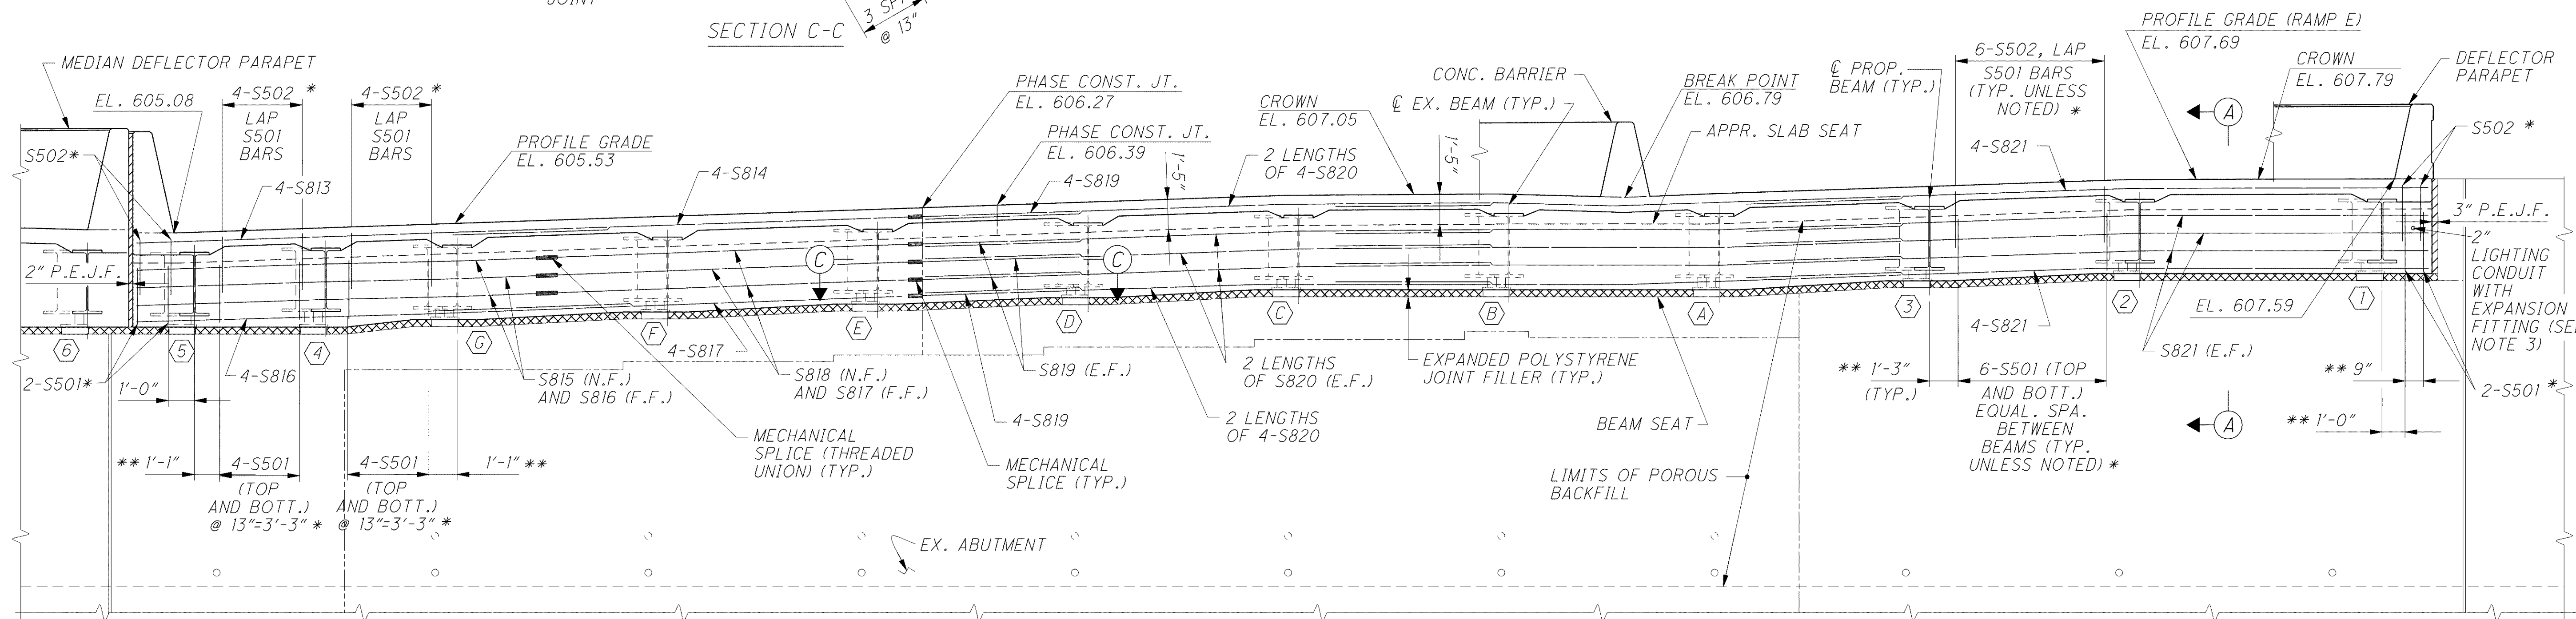 JOINT
SECTION C-C
3 SP
@ 13"
MEDIAN DEFLECTOR PARAPET
EL. 605.08
4-S502 *
LAP
S501
BARS
4-S502 *
LAP
S501
BARS
S502*
4-S813
PROFILE GRADE
EL. 605.53
4-S814
PHASE CONST. JT.
EL. 606.27
PHASE CONST. JT.
EL. 606.39
4-S819
1'-5"
2 LENGTHS
OF 4-S820
CROWN
EL. 607.05
CONC. BARRIER
℄ EX. BEAM (TYP.)
1'-5"
BREAK POINT
EL. 606.79
APPR. SLAB SEAT
℄ PROP.
BEAM (TYP.)
6-S502, LAP
S501 BARS
(TYP. UNLESS
NOTED) *
4-S821
PROFILE GRADE (RAMP E)
EL. 607.69
A
CROWN
EL. 607.79
DEFLECTOR
PARAPET
S502 *
3" P.E.J.F.
2"
LIGHTING
CONDUIT
WITH
EXPANSION
FITTING (SEE
NOTE 3)
2" P.E.J.F.
C
C
6
5
4
G
F
E
D
C
B
A
3
2
1
2-S501*
1'-0"
4-S816
S815 (N.F.)
AND S816 (F.F.)
4-S817
S818 (N.F.)
AND S817 (F.F.)
S819 (E.F.)
4-S819
2 LENGTHS
OF S820 (E.F.)
2 LENGTHS
OF 4-S820
EXPANDED POLYSTYRENE
JOINT FILLER (TYP.)
BEAM SEAT
** 1'-3"
(TYP.)
4-S821
6-S501 (TOP
AND BOTT.)
EQUAL. SPA.
BETWEEN
BEAMS (TYP.
UNLESS NOTED) *
EL. 607.59
S821 (E.F.)
** 9"
** 1'-0"
2-S501 *
A
** 1'-1"
4-S501
(TOP
AND BOTT.)
@ 13"=3'-3" *
4-S501
(TOP
AND BOTT.)
@ 13"=3'-3" *
1'-1" **
MECHANICAL
SPLICE (THREADED
UNION) (TYP.)
MECHANICAL
SPLICE (TYP.)
LIMITS OF POROUS
BACKFILL
EX. ABUTMENT